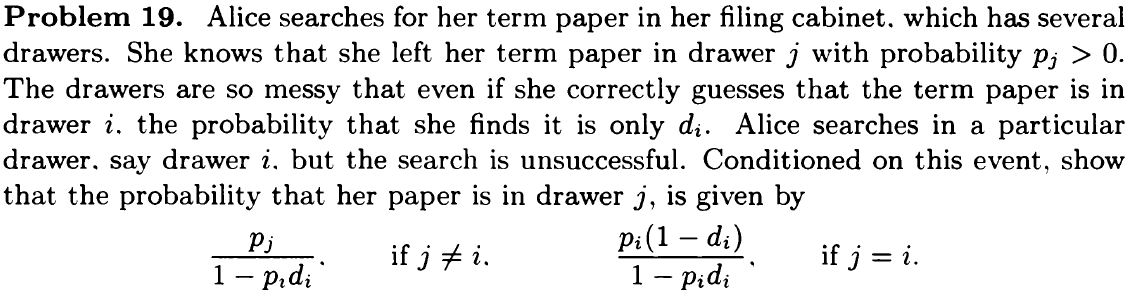 Problem 19. Alice searches for her term paper in her filing cabinet. which has several
drawers. She knows that she left her term paper in drawer j with probability p_j > 0.
The drawers are so messy that even if she correctly guesses that the term paper is in
drawer i. the probability that she finds it is only d_i. Alice searches in a particular
drawer. say drawer i. but the search is unsuccessful. Conditioned on this event, show
that the probability that her paper is in drawer j, is given by
\frac{p_j}{1 - p_i d_i}. if j ≠ i. \frac{p_i(1 - d_i)}{1 - p_i d_i}. if j = i.